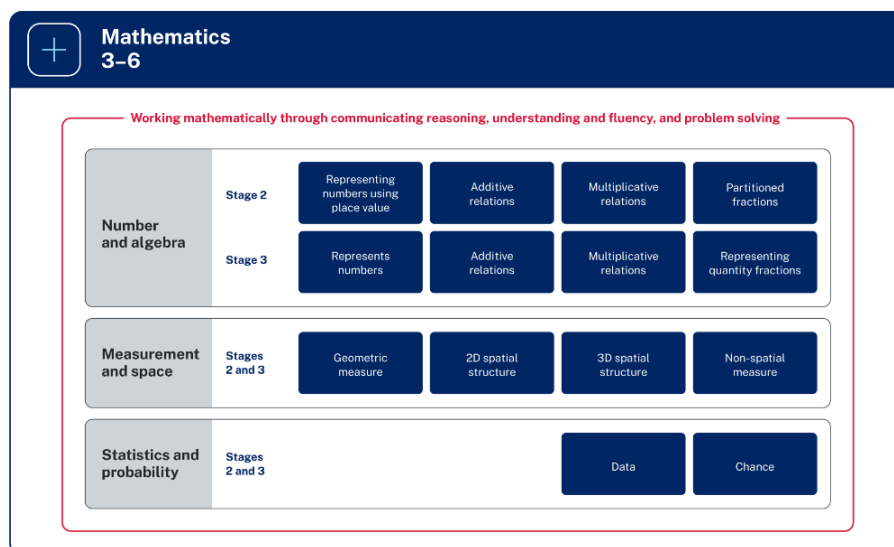 Mathematics
3–6
Working mathematically through communicating reasoning, understanding and fluency, and problem solving
Number
and algebra
Stage 2
Representing
numbers using
place value
Additive
relations
Multiplicative
relations
Partitioned
fractions
Stage 3
Represents
numbers
Additive
relations
Multiplicative
relations
Representing
quantity fractions
Measurement
and space
Stages
2 and 3
Geometric
measure
2D spatial
structure
3D spatial
structure
Non-spatial
measure
Statistics and
probability
Stages
2 and 3
Data
Chance